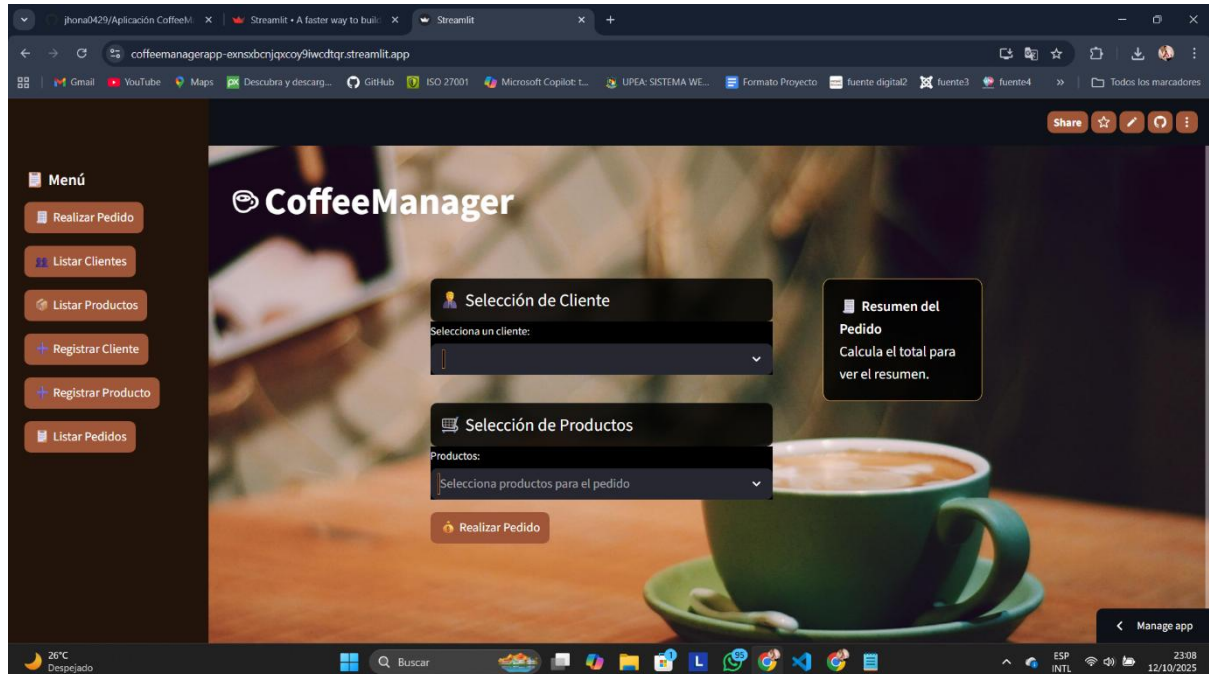 jhona0429/Aplicación CoffeeM
Streamlit • A faster way to build
Streamlit
coffeemanagerapp-exnsxbcnjqxcoy9iwcdtqr.streamlit.app
Gmail
YouTube
Maps
Descubra y descarg...
GitHub
ISO 27001
Microsoft Copilot: t...
UPEA: SISTEMA WE...
Formato Proyecto
fuente digital2
fuente3
fuente4
»
Todos los marcadores
Share
Menú
Realizar Pedido
Listar Clientes
Listar Productos
Registrar Cliente
Registrar Producto
Listar Pedidos
CoffeeManager
Selección de Cliente
Selecciona un cliente:
Selección de Productos
Productos:
Selecciona productos para el pedido
Realizar Pedido
Resumen del
Pedido
Calcula el total para
ver el resumen.
Manage app
26°C
Despejado
Buscar
ESP
INTL
23:08
12/10/2025